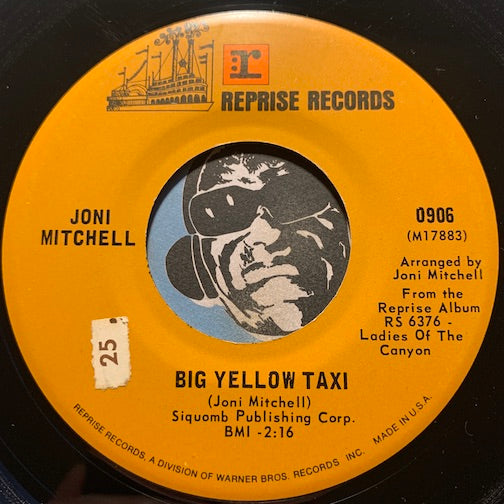 r
REPRISE RECORDS
JONI
MITCHELL
0906
(M17883)
Arranged by
Joni Mitchell
From the
Reprise Album
RS 6376 -
Ladies Of The
Canyon
25
BIG YELLOW TAXI
(Joni Mitchell)
Siquomb Publishing Corp.
BMI -2:16
REPRISE RECORDS, A DIVISION OF WARNER BROS. RECORDS INC. MADE IN U.S.A.